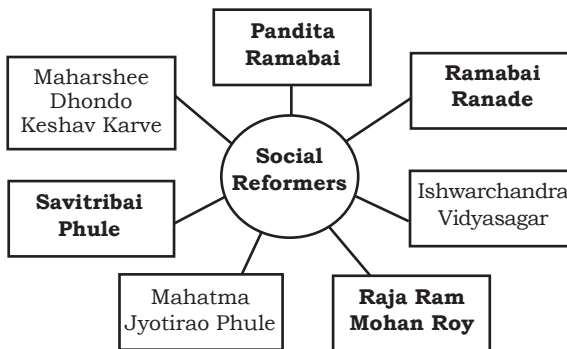 Pandita
Ramabai
Maharshee
Dhondo
Keshav Karve
Ramabai
Ranade
Social
Reformers
Savitribai
Phule
Ishwarchandra
Vidyasagar
Mahatma
Jyotirao Phule
Raja Ram
Mohan Roy